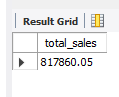 Result Grid
total_sales
817860.05